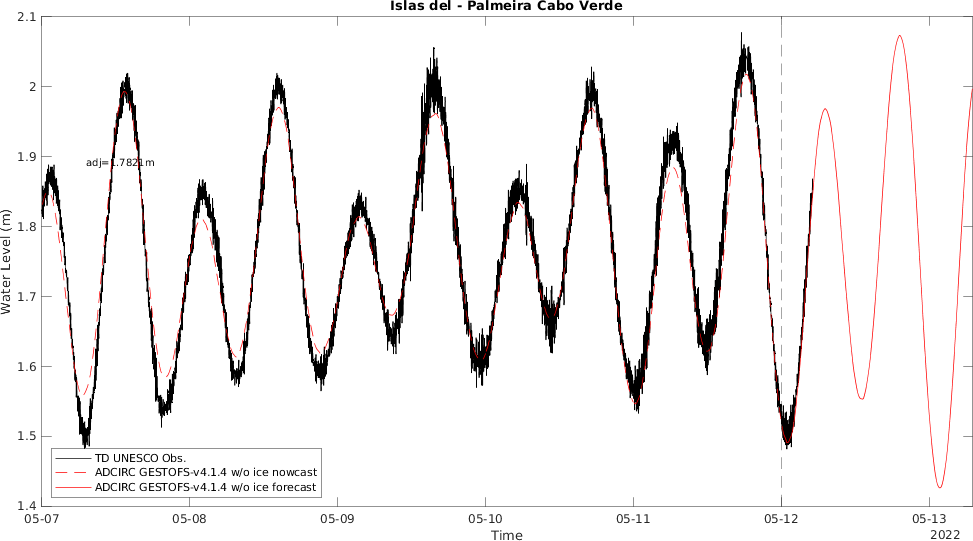 Islas del - Palmeira Cabo Verde
2.1
2
1.9
1.8
1.7
1.6
1.5
1.4
Water Level (m)
adj=1.7821m
TD UNESCO Obs.
ADCIRC GESTOFS-v4.1.4 w/o ice nowcast
ADCIRC GESTOFS-v4.1.4 w/o ice forecast
05-07 05-08 05-09 05-10 05-11 05-12 05-13
Time
2022